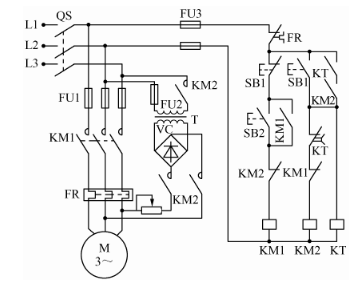 L1 QS FU3
L2 FR
L3 KM2 SB1 SB1 KT
FU1 FU2 KM2
T
KM1 VC SB2 KM1 KT
KM2 KM1
FR KM2
M
3～ KM1 KM2 KT